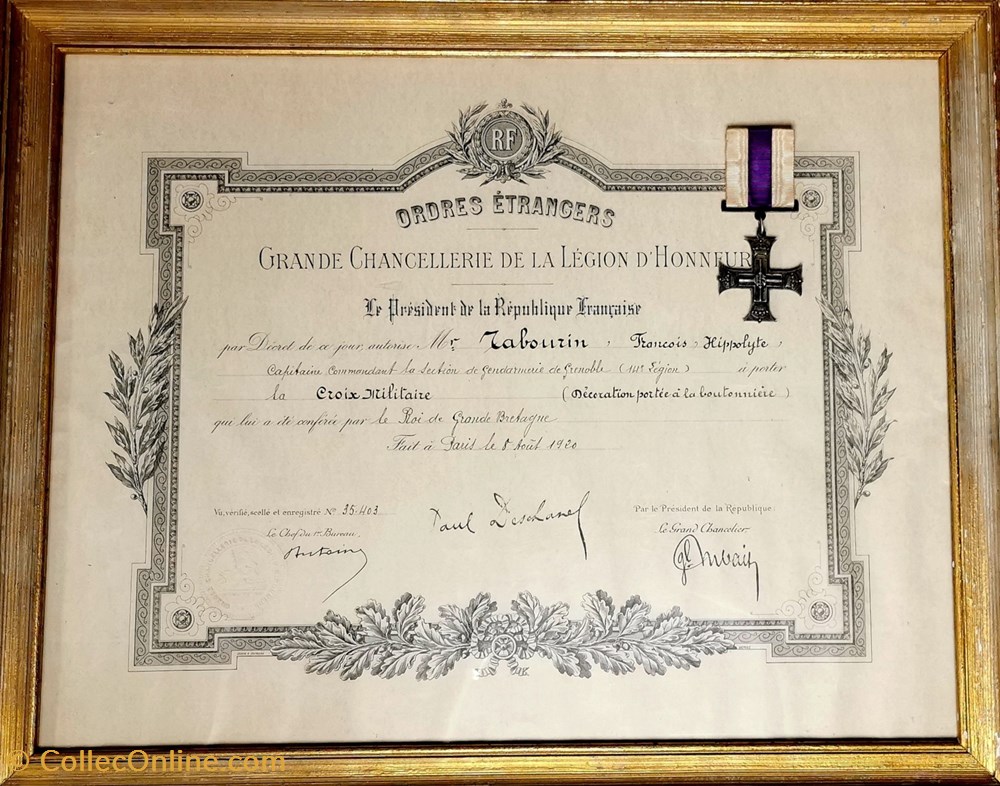 RF
ORDRES ÉTRANGERS
GRANDE CHANCELLERIE DE LA LÉGION D'HONNEUR
Le Président de la République Française
par Décret de ce jour, autorise Mr Tabourin, François, Hippolyte,
Capitaine Commandant la Section de Gendarmerie de Grenoble (14e Légion) à porter
la Croix Militaire (Décoration portée à la boutonnière)
qui lui a été conférée par le Roi de Grande Bretagne
Fait à Paris le 8 Août 1920
Vu, vérifié, scellé et enregistré No 35.403
Le Chef du 1er Bureau,
Paul Deschanel
Par le Président de la République:
Le Grand Chancelier,
gl Dubail
© CollecOnline.com